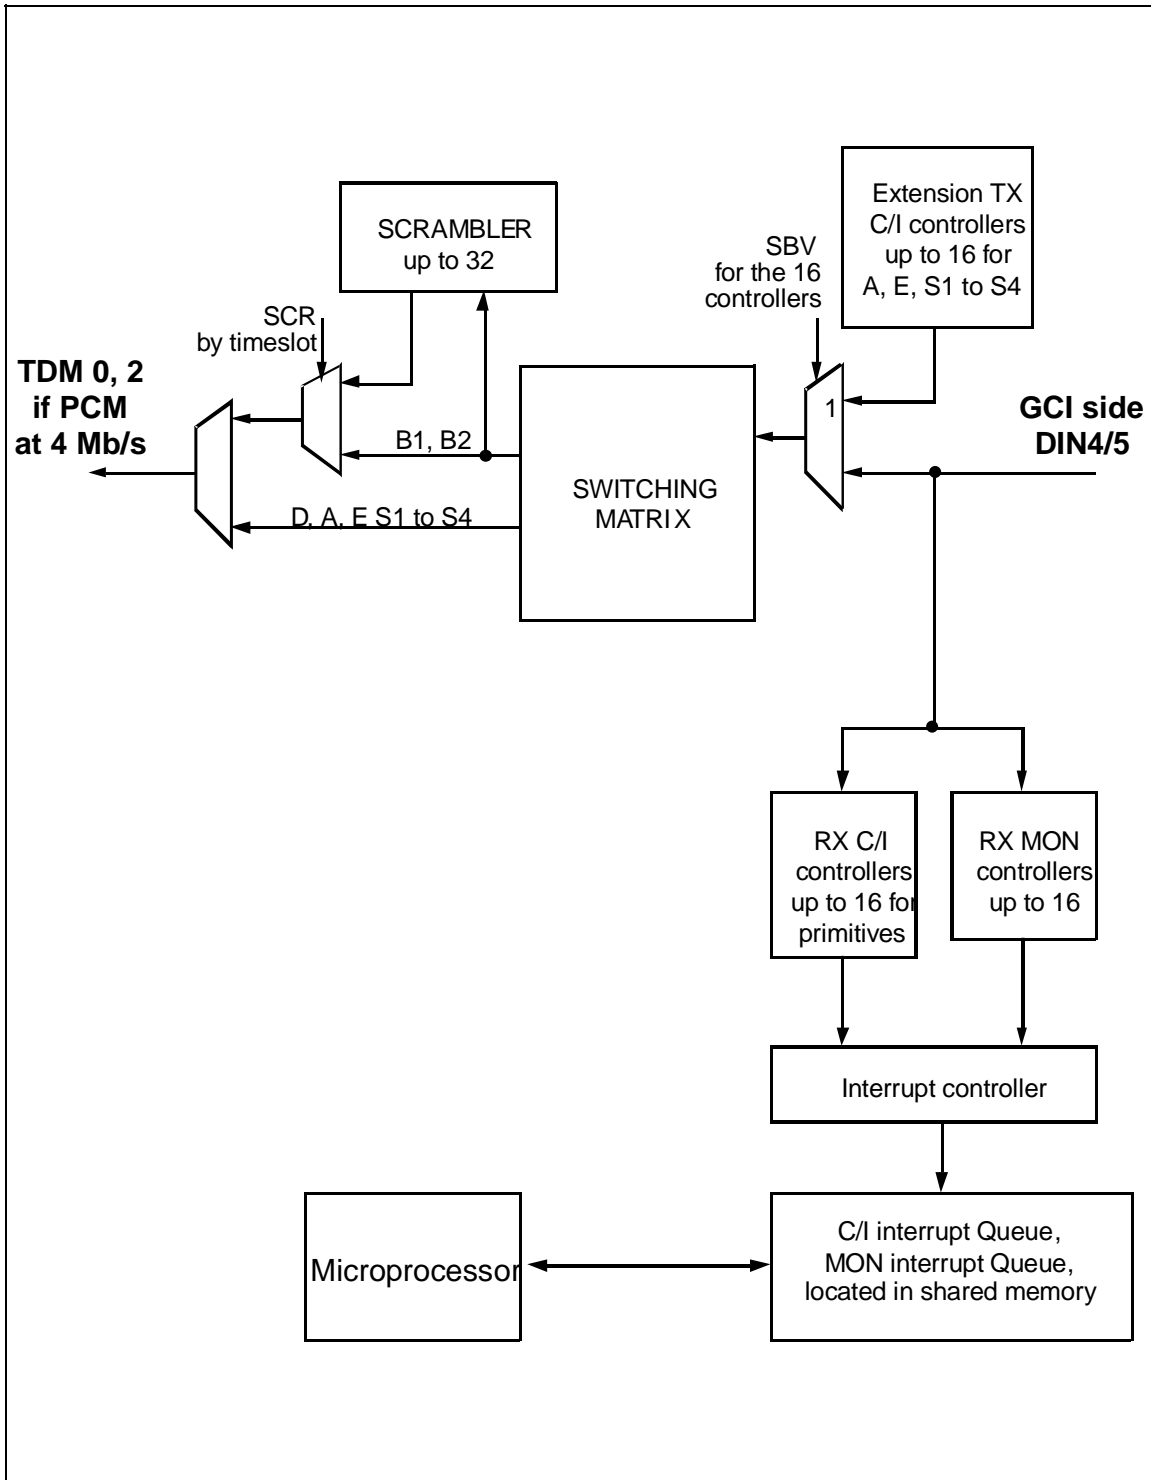 Extension TX
C/I controllers
up to 16 for
A, E, S1 to S4
SCRAMBLER
up to 32
SBV
for the 16
controllers
SCR
by timeslot
TDM 0, 2
if PCM
at 4 Mb/s
1
GCI side
DIN4/5
B1, B2
SWITCHING
MATRIX
D, A, E S1 to S4
RX C/I
controllers
up to 16 for
primitives
RX MON
controllers
up to 16
Interrupt controller
Microprocessor
C/I interrupt Queue,
MON interrupt Queue,
located in shared memory